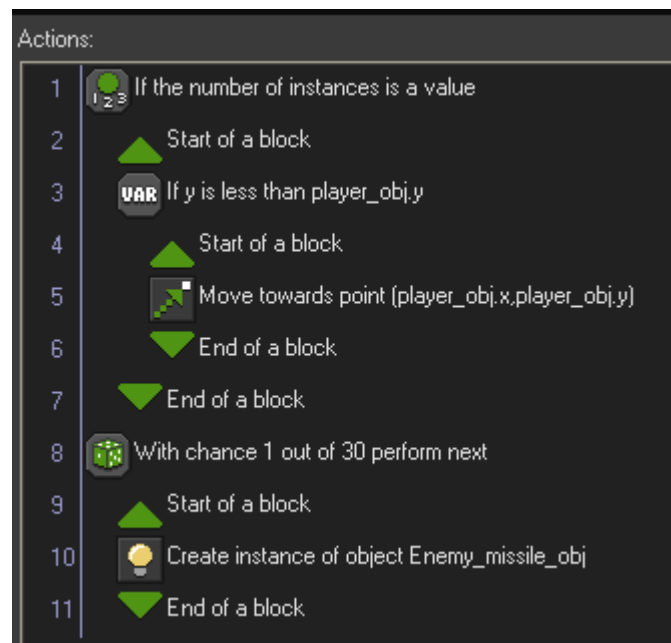 Actions:
1 1 2 3 If the number of instances is a value
2 Start of a block
3 VAR If y is less than player_obj.y
4 Start of a block
5 Move towards point (player_obj.x,player_obj.y)
6 End of a block
7 End of a block
8 With chance 1 out of 30 perform next
9 Start of a block
10 Create instance of object Enemy_missile_obj
11 End of a block